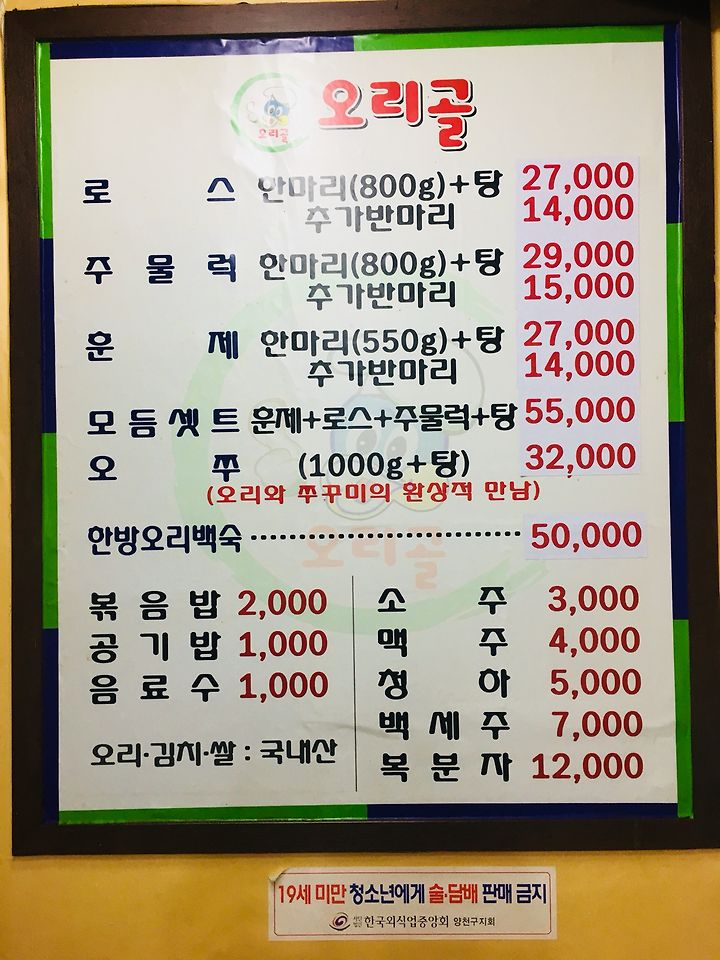 오리골
오리골
로스 한마리(800g)+탕 27,000
추가반마리 14,000
주물럭 한마리(800g)+탕 29,000
추가반마리 15,000
훈제 한마리(550g)+탕 27,000
추가반마리 14,000
모듬셋트 훈제+로스+주물럭+탕 55,000
오쭈 (1000g+탕) 32,000
(오리와 쭈꾸미의 환상적 만남)
한방오리백숙 50,000
오리골
볶음밥 2,000
공기밥 1,000
음료수 1,000
오리·김치·쌀 : 국내산
소주 3,000
맥주 4,000
청하 5,000
백세주 7,000
복분자 12,000
19세 미만 청소년에게 술·담배 판매 금지
사단법인 한국외식업중앙회 양천구지회